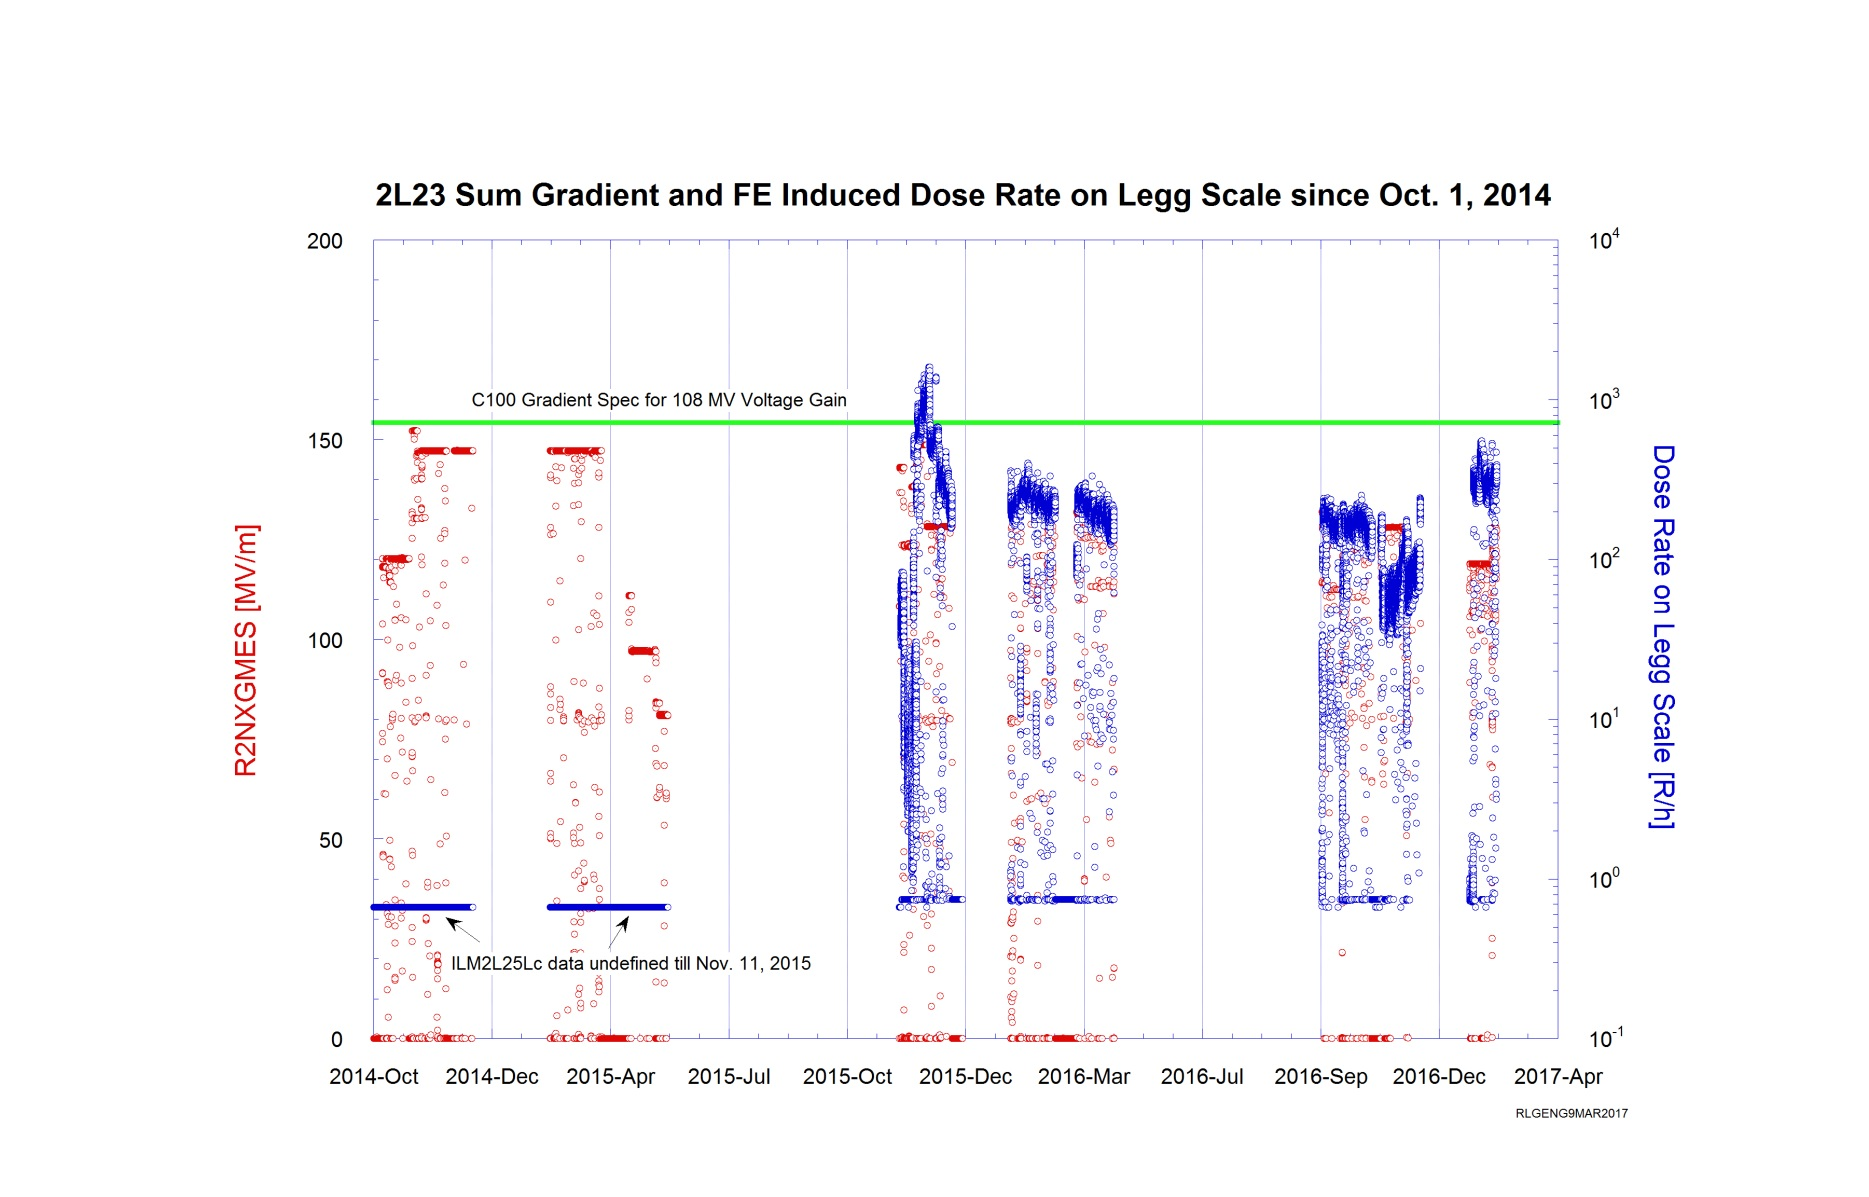 2L23 Sum Gradient and FE Induced Dose Rate on Legg Scale since Oct. 1, 2014
200
150
100
50
0
R2NXGMES [MV/m]
C100 Gradient Spec for 108 MV Voltage Gain
ILM2L25Lc data undefined till Nov. 11, 2015
10^4
10^3
10^2
10^1
10^0
10^-1
Dose Rate on Legg Scale [R/h]
2014-Oct 2014-Dec 2015-Apr 2015-Jul 2015-Oct 2015-Dec 2016-Mar 2016-Jul 2016-Sep 2016-Dec 2017-Apr
RLGENG9MAR2017